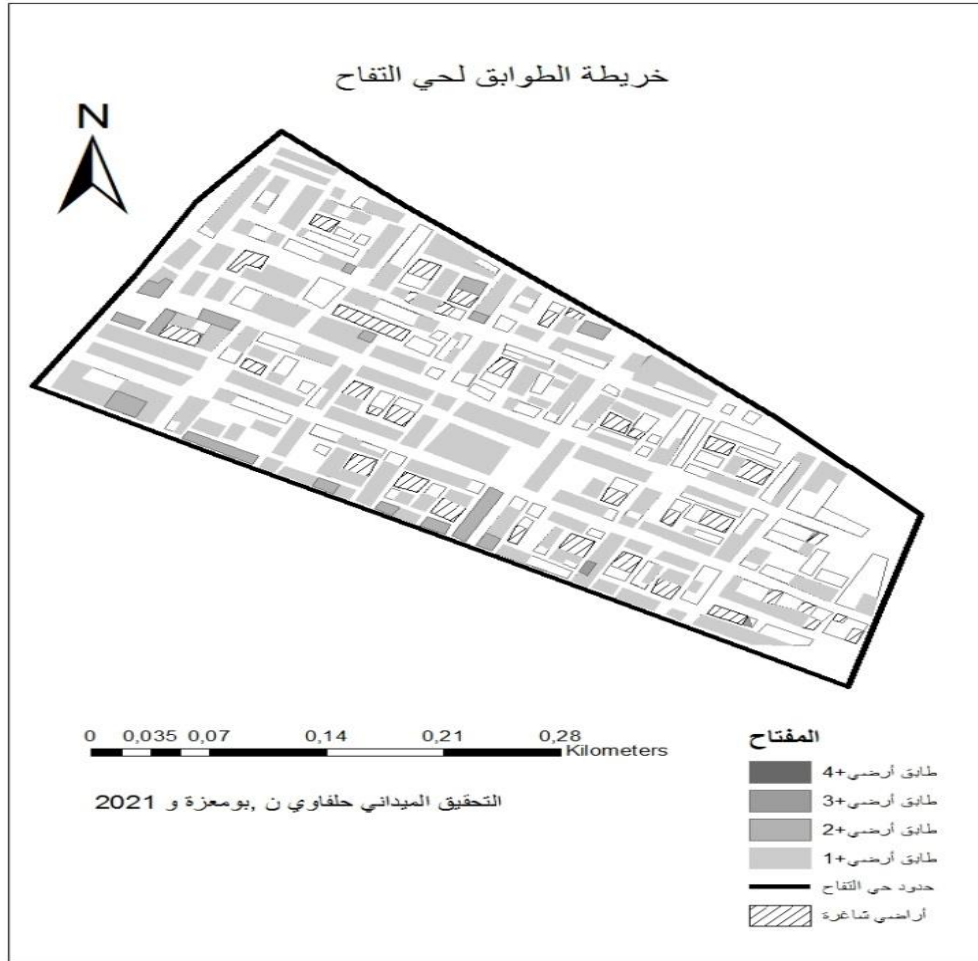 خريطة الطوابق لحي التفاح
N
0 0,035 0,07 0,14 0,21 0,28
Kilometers
التحقيق الميداني حلفاوي ن ,بومعزة و 2021
المفتاح
طابق أرضي+4
طابق أرضي+3
طابق أرضي+2
طابق أرضي+1
حدود حي التفاح
أراضي شاغرة